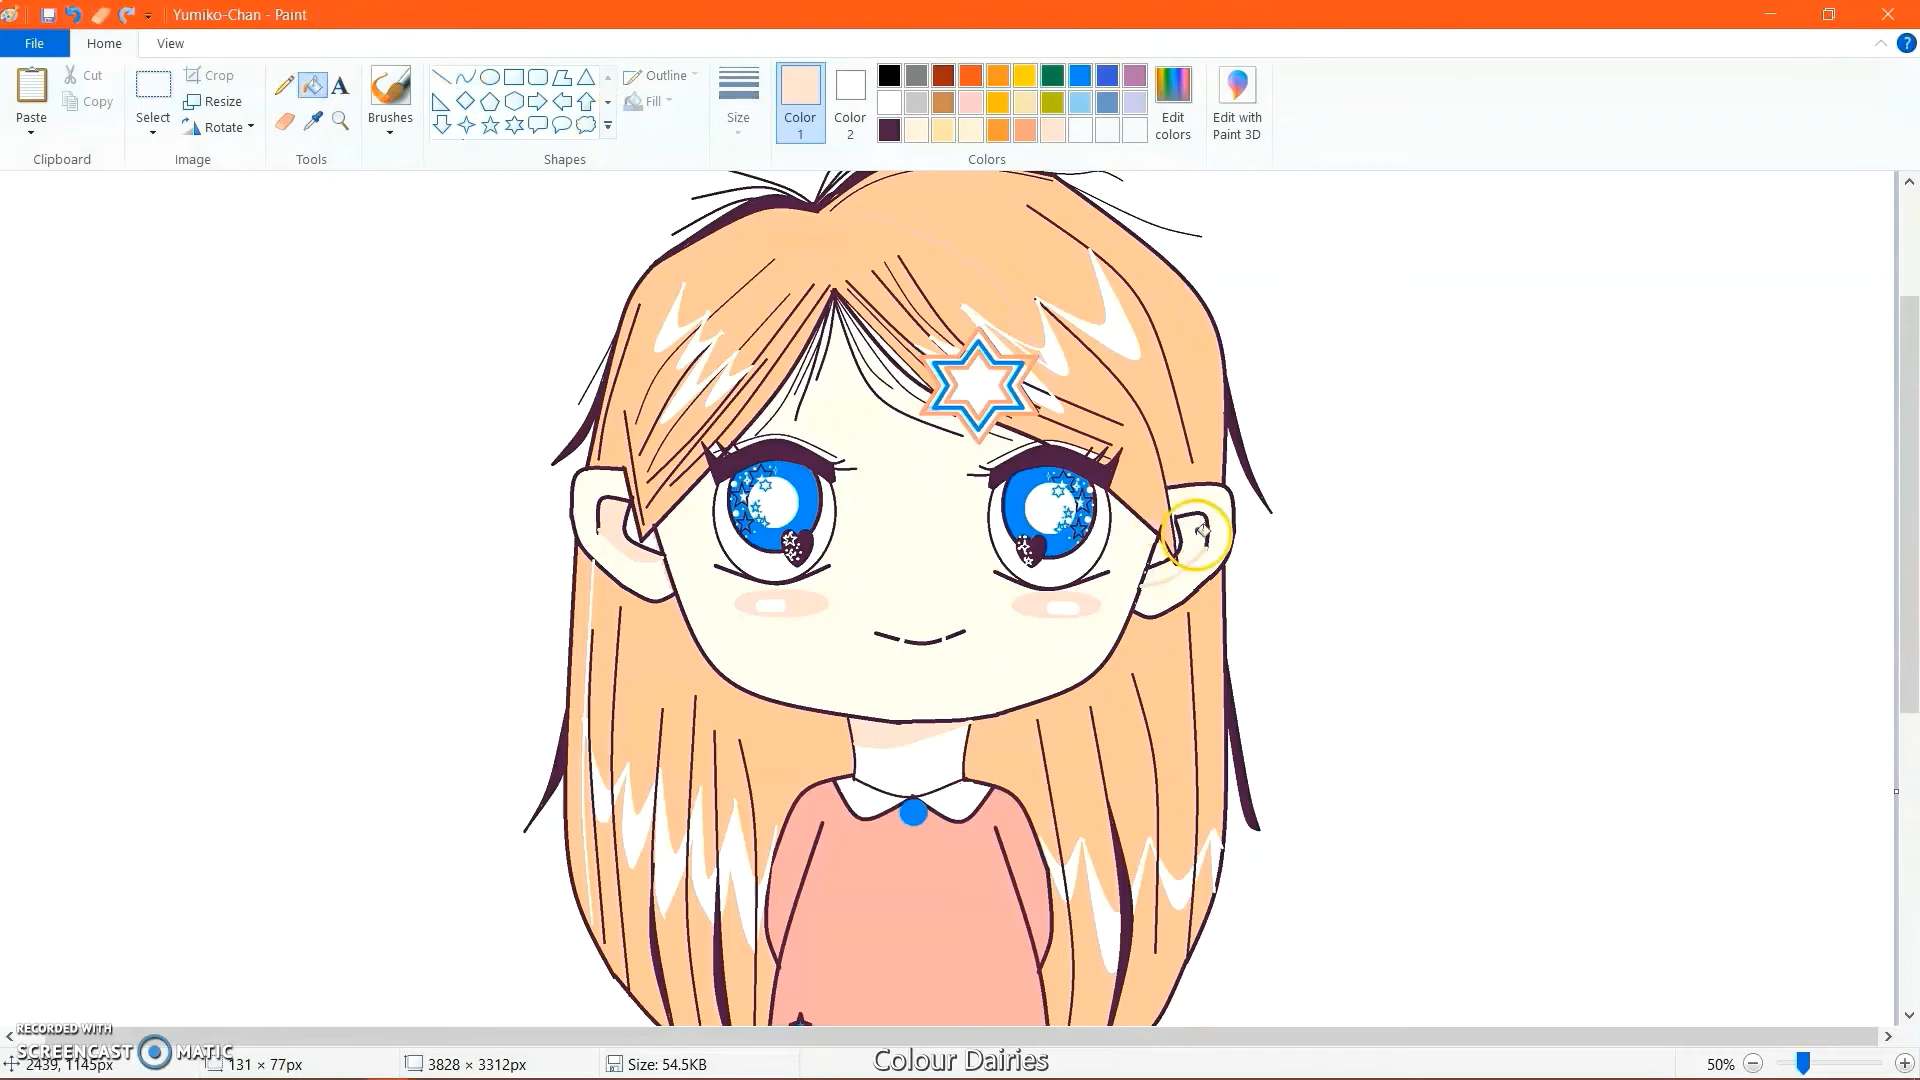 Yumiko-Chan - Paint
File
Home
View
Paste
Cut
Copy
Clipboard
Select
Crop
Resize
Rotate
Image
A
Tools
Brushes
Shapes
Outline
Fill
Size
Color 1
Color 2
Edit colors
Colors
Edit with Paint 3D
?
RECORDED WITH
SCREENCAST MATIC
2439, 1145px
131 × 77px
3828 × 3312px
Size: 54.5KB
Colour Dairies
50%